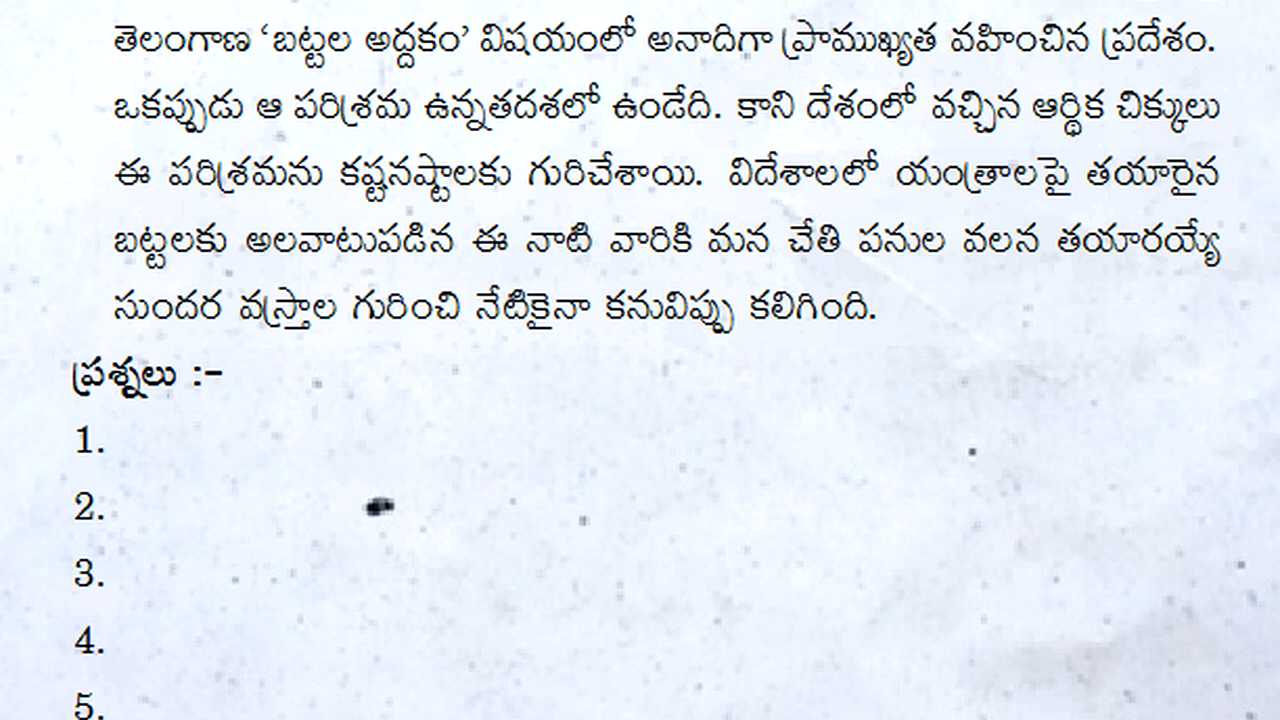 తెలంగాణ ‘బట్టల అద్దకం’ విషయంలో అనాదిగా ప్రాముఖ్యత వహించిన ప్రదేశం.
ఒకప్పుడు ఆ పరిశ్రమ ఉన్నతదశలో ఉండేది. కాని దేశంలో వచ్చిన ఆర్థిక చిక్కులు
ఈ పరిశ్రమను కష్టనష్టాలకు గురిచేశాయి. విదేశాలలో యంత్రాలపై తయారైన
బట్టలకు అలవాటుపడిన ఈ నాటి వారికి మన చేతి పనుల వలన తయారయ్యే
సుందర వస్త్రాల గురించి నేటికైనా కనువిప్పు కలిగింది.
ప్రశ్నలు :-
1.
2.
3.
4.
5.